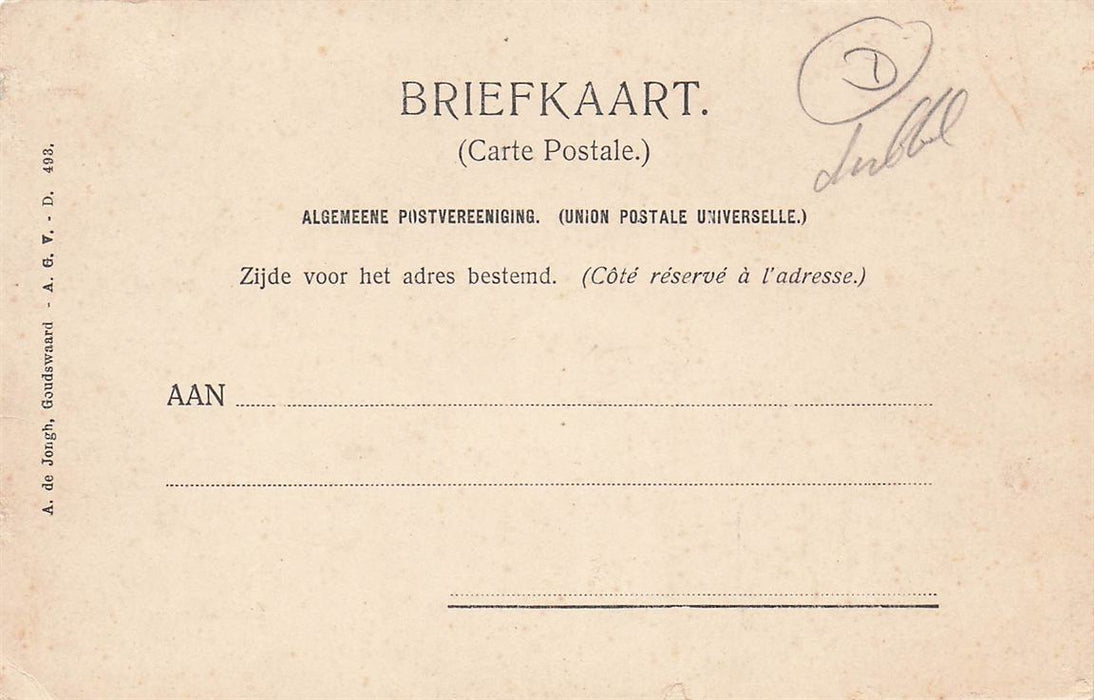 D
dubbel
BRIEFKAART.
(Carte Postale.)
ALGEMEENE POSTVEREENIGING. (UNION POSTALE UNIVERSELLE.)
Zijde voor het adres bestemd. (Côté réservé à l'adresse.)
AAN
A. de Jongh, Goudswaard - A. G. V. - D. 493.